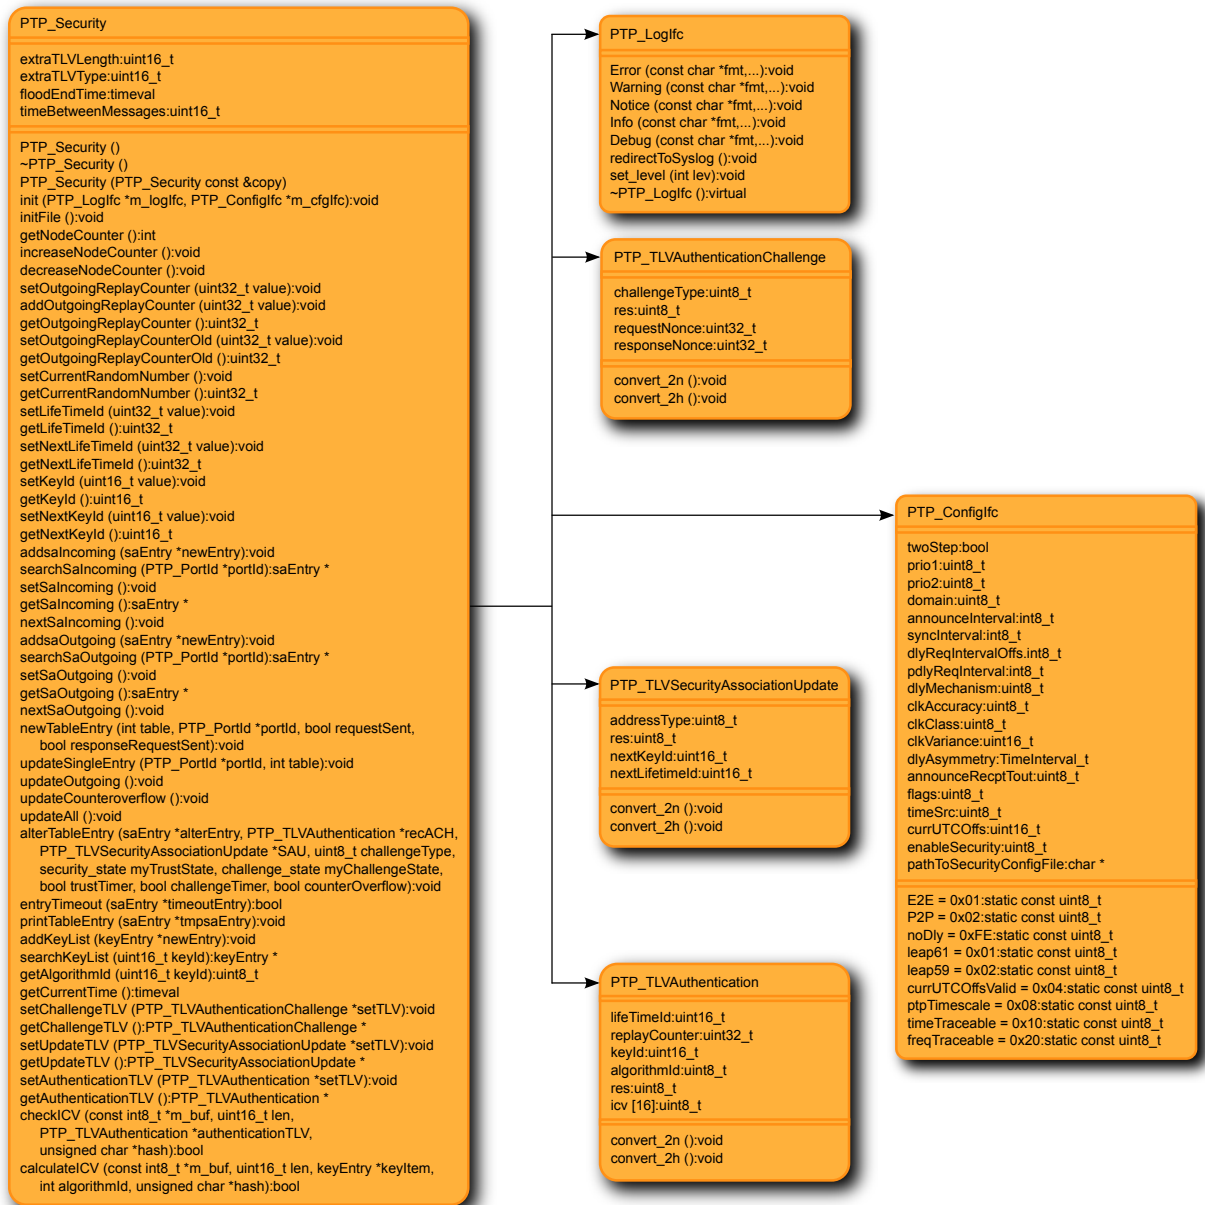 PTP_Security
extraTLVLength:uint16_t
extraTLVType:uint16_t
floodEndTime:timeval
timeBetweenMessages:uint16_t
PTP_Security ()
~PTP_Security ()
PTP_Security (PTP_Security const &copy)
init (PTP_LogIfc *m_logIfc, PTP_ConfigIfc *m_cfgIfc):void
initFile ():void
getNodeCounter ():int
increaseNodeCounter ():void
decreaseNodeCounter ():void
setOutgoingReplayCounter (uint32_t value):void
addOutgoingReplayCounter (uint32_t value):void
getOutgoingReplayCounter ():uint32_t
setOutgoingReplayCounterOld (uint32_t value):void
getOutgoingReplayCounterOld ():uint32_t
setCurrentRandomNumber ():void
getCurrentRandomNumber ():uint32_t
setLifeTimeId (uint32_t value):void
getLifeTimeId ():uint32_t
setNextLifeTimeId (uint32_t value):void
getNextLifeTimeId ():uint32_t
setKeyId (uint16_t value):void
getKeyId ():uint16_t
setNextKeyId (uint16_t value):void
getNextKeyId ():uint16_t
addsaIncoming (saEntry *newEntry):void
searchSaIncoming (PTP_PortId *portId):saEntry *
setSaIncoming ():void
getSaIncoming ():saEntry *
nextSaIncoming ():void
addsaOutgoing (saEntry *newEntry):void
searchSaOutgoing (PTP_PortId *portId):saEntry *
setSaOutgoing ():void
getSaOutgoing ():saEntry *
nextSaOutgoing ():void
newTableEntry (int table, PTP_PortId *portId, bool requestSent,
bool responseRequestSent):void
updateSingleEntry (PTP_PortId *portId, int table):void
updateOutgoing ():void
updateCounteroverflow ():void
updateAll ():void
alterTableEntry (saEntry *alterEntry, PTP_TLVAuthentication *recACH,
PTP_TLVSecurityAssociationUpdate *SAU, uint8_t challengeType,
security_state myTrustState, challenge_state myChallengeState,
bool trustTimer, bool challengeTimer, bool counterOverflow):void
entryTimeout (saEntry *timeoutEntry):bool
printTableEntry (saEntry *tmpsaEntry):void
addKeyList (keyEntry *newEntry):void
searchKeyList (uint16_t keyId):keyEntry *
getAlgorithmId (uint16_t keyId):uint8_t
getCurrentTime ():timeval
setChallengeTLV (PTP_TLVAuthenticationChallenge *setTLV):void
getChallengeTLV ():PTP_TLVAuthenticationChallenge *
setUpdateTLV (PTP_TLVSecurityAssociationUpdate *setTLV):void
getUpdateTLV ():PTP_TLVSecurityAssociationUpdate *
setAuthenticationTLV (PTP_TLVAuthentication *setTLV):void
getAuthenticationTLV ():PTP_TLVAuthentication *
checkICV (const int8_t *m_buf, uint16_t len,
PTP_TLVAuthentication *authenticationTLV,
unsigned char *hash):bool
calculateICV (const int8_t *m_buf, uint16_t len, keyEntry *keyItem,
int algorithmId, unsigned char *hash):bool
PTP_LogIfc
Error (const char *fmt,...):void
Warning (const char *fmt,...):void
Notice (const char *fmt,...):void
Info (const char *fmt,...):void
Debug (const char *fmt,...):void
redirectToSyslog ():void
set_level (int lev):void
~PTP_LogIfc ():virtual
PTP_TLVAuthenticationChallenge
challengeType:uint8_t
res:uint8_t
requestNonce:uint32_t
responseNonce:uint32_t
convert_2n ():void
convert_2h ():void
PTP_ConfigIfc
twoStep:bool
prio1:uint8_t
prio2:uint8_t
domain:uint8_t
announceInterval:int8_t
syncInterval:int8_t
dlyReqIntervalOffs.int8_t
pdlyReqInterval:int8_t
dlyMechanism:uint8_t
clkAccuracy:uint8_t
clkClass:uint8_t
clkVariance:uint16_t
dlyAsymmetry:TimeInterval_t
announceRecptTout:uint8_t
flags:uint8_t
timeSrc:uint8_t
currUTCOffs:uint16_t
enableSecurity:uint8_t
pathToSecurityConfigFile:char *
E2E = 0x01:static const uint8_t
P2P = 0x02:static const uint8_t
noDly = 0xFE:static const uint8_t
leap61 = 0x01:static const uint8_t
leap59 = 0x02:static const uint8_t
currUTCOffsValid = 0x04:static const uint8_t
ptpTimescale = 0x08:static const uint8_t
timeTraceable = 0x10:static const uint8_t
freqTraceable = 0x20:static const uint8_t
PTP_TLVSecurityAssociationUpdate
addressType:uint8_t
res:uint8_t
nextKeyId:uint16_t
nextLifetimeId:uint16_t
convert_2n ():void
convert_2h ():void
PTP_TLVAuthentication
lifeTimeId:uint16_t
replayCounter:uint32_t
keyId:uint16_t
algorithmId:uint8_t
res:uint8_t
icv [16]:uint8_t
convert_2n ():void
convert_2h ():void